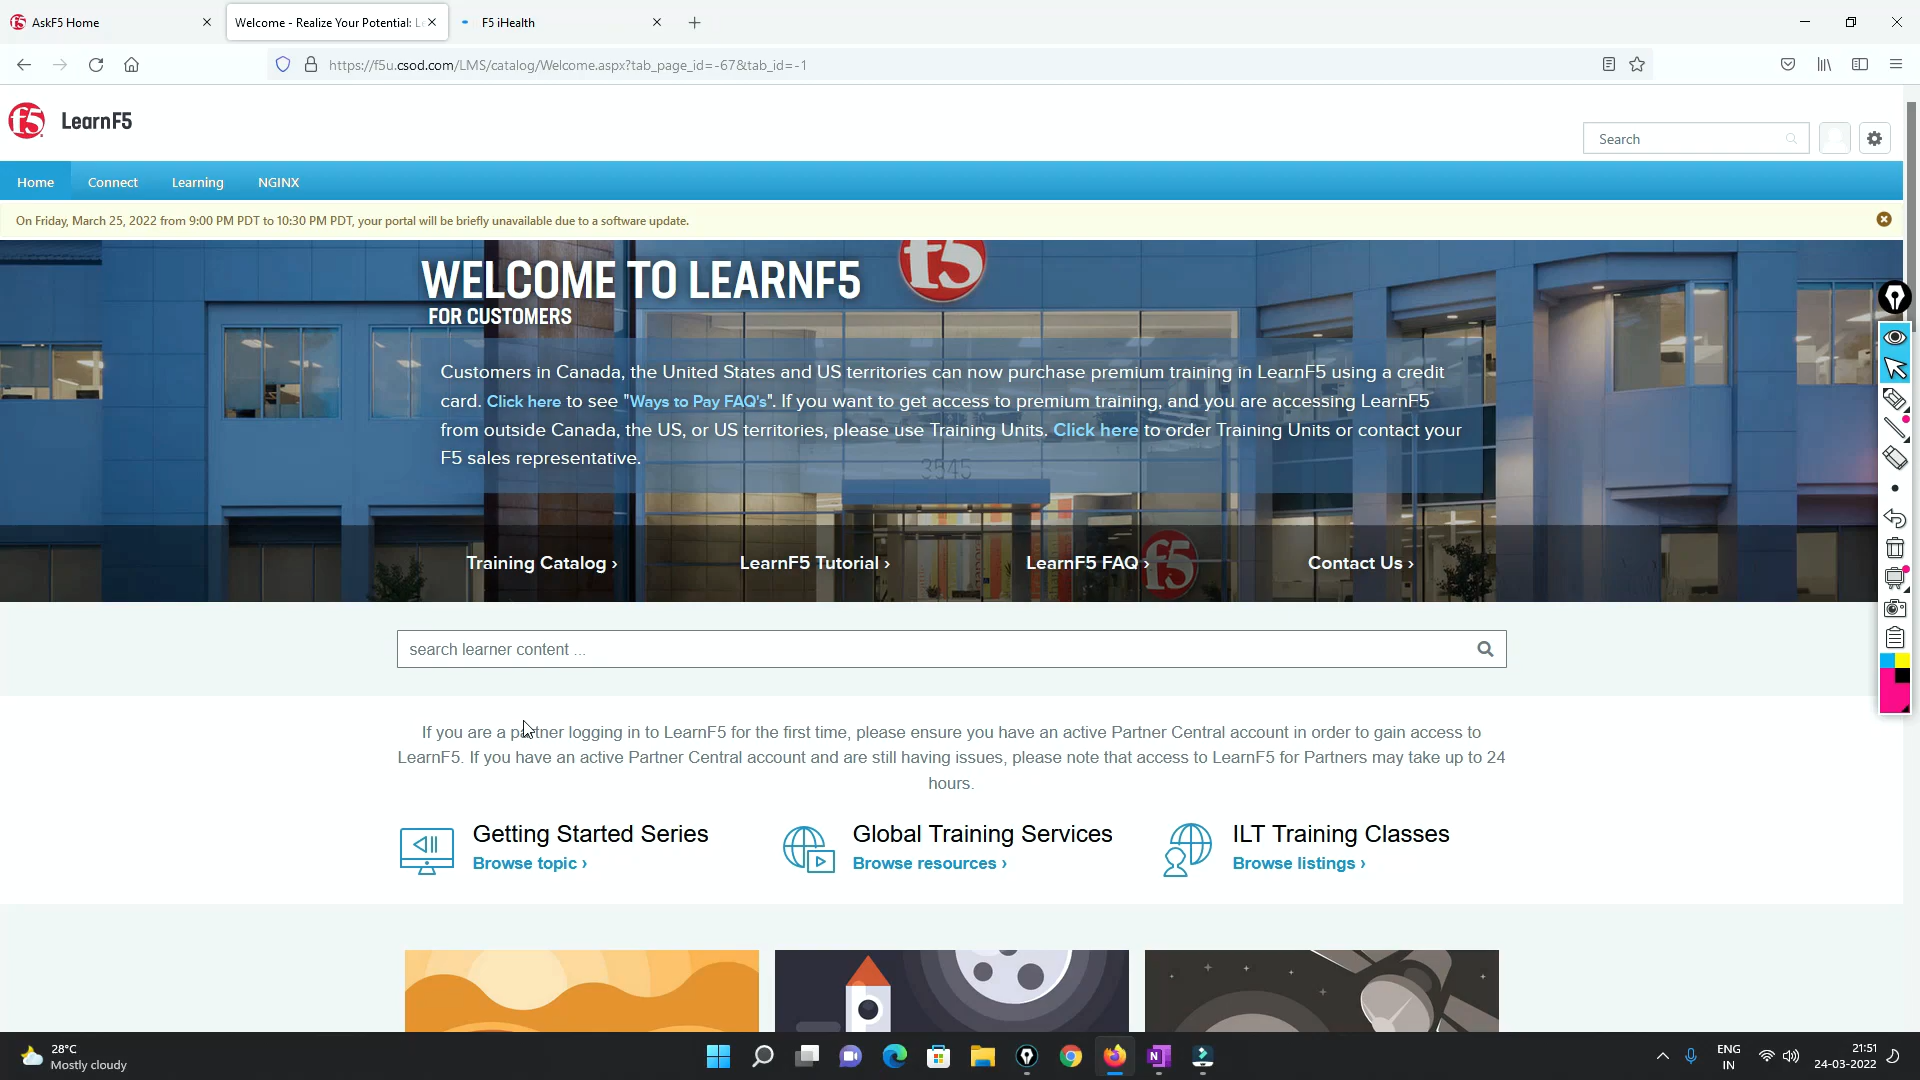 AskF5 Home
Welcome - Realize Your Potential: L
F5 iHealth
https://f5u.csod.com/LMS/catalog/Welcome.aspx?tab_page_id=-67&tab_id=-1
f5 LearnF5
Search
Home Connect Learning NGINX
On Friday, March 25, 2022 from 9:00 PM PDT to 10:30 PM PDT, your portal will be briefly unavailable due to a software update.
f5
WELCOME TO LEARNF5
FOR CUSTOMERS
Customers in Canada, the United States and US territories can now purchase premium training in LearnF5 using a credit
card. Click here to see "Ways to Pay FAQ's". If you want to get access to premium training, and you are accessing LearnF5
from outside Canada, the US, or US territories, please use Training Units. Click here to order Training Units or contact your
F5 sales representative.
3545
Training Catalog › LearnF5 Tutorial › LearnF5 FAQ › f5 Contact Us ›
search learner content ...
If you are a partner logging in to LearnF5 for the first time, please ensure you have an active Partner Central account in order to gain access to
LearnF5. If you have an active Partner Central account and are still having issues, please note that access to LearnF5 for Partners may take up to 24
hours.
Getting Started Series
Browse topic ›
Global Training Services
Browse resources ›
ILT Training Classes
Browse listings ›
28°C
Mostly cloudy
ENG
IN
21:51
24-03-2022